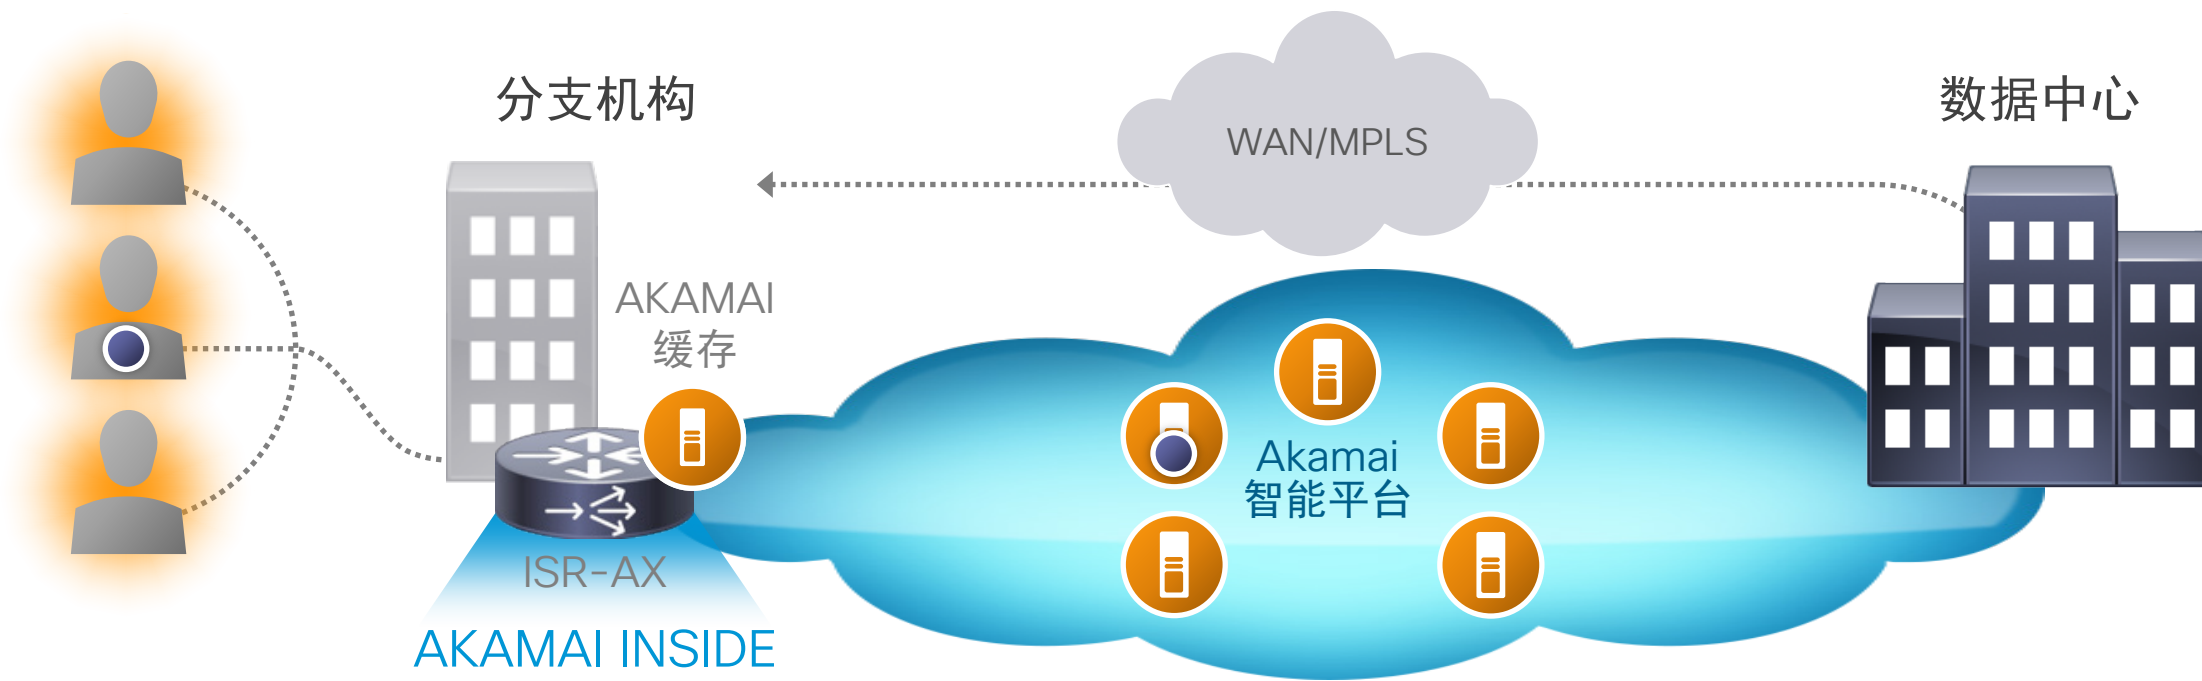 分支机构
WAN/MPLS
数据中心
AKAMAI
缓存
Akamai
智能平台
ISR-AX
AKAMAI INSIDE